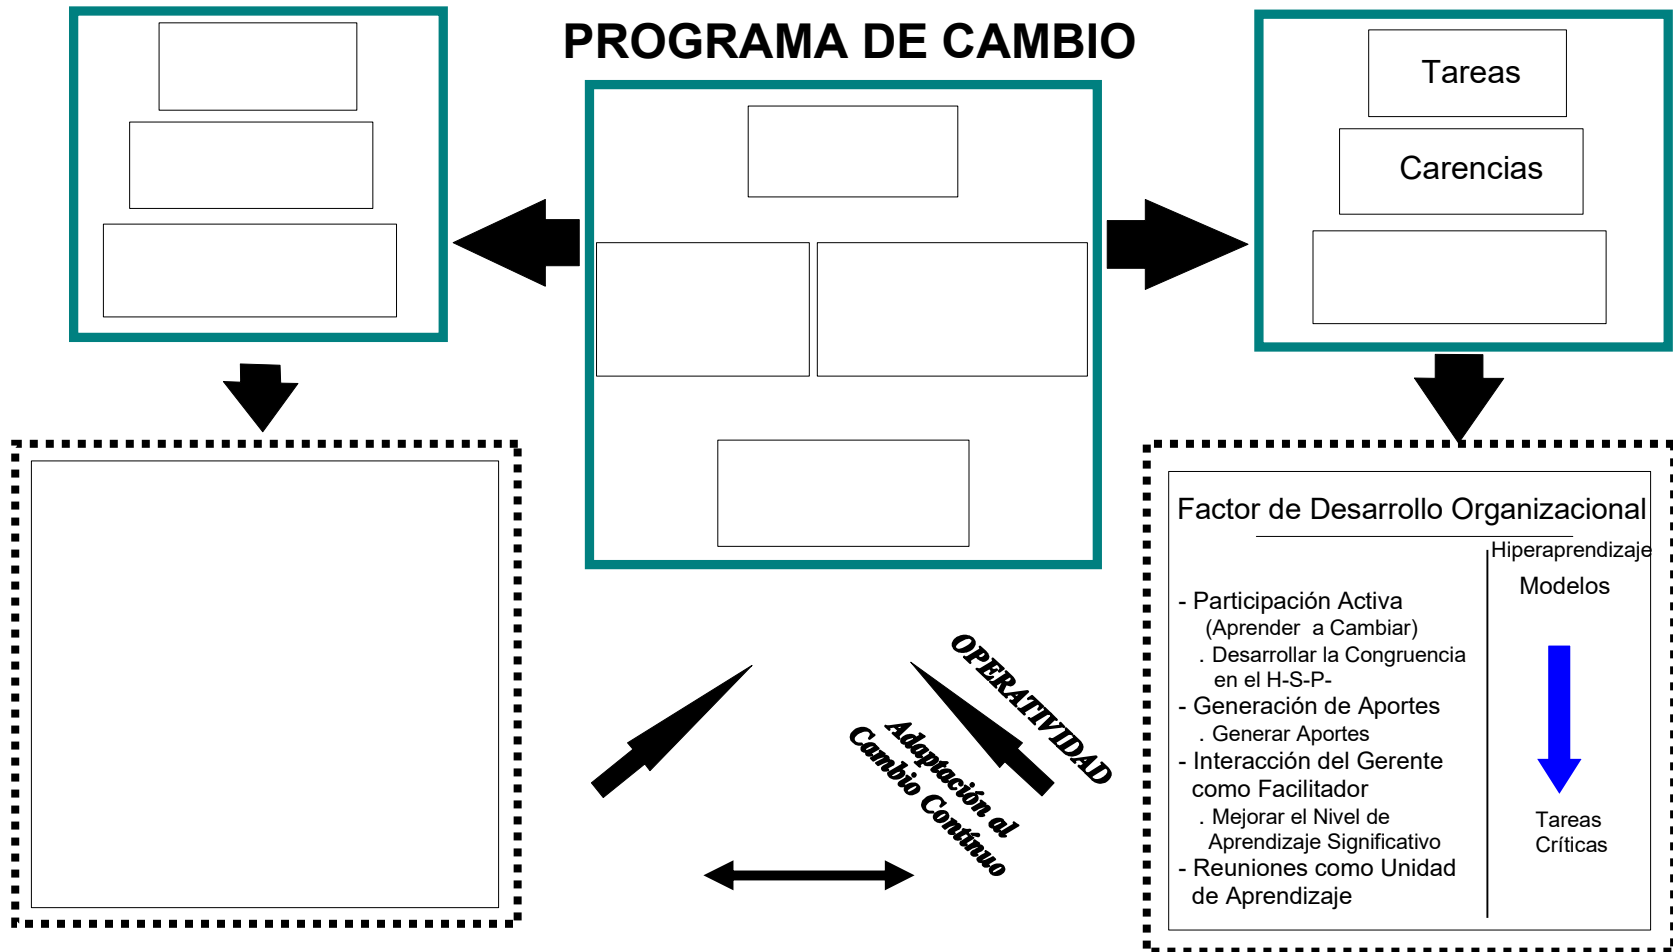 PROGRAMA DE CAMBIO
Tareas
Carencias
Factor de Desarrollo Organizacional
Hiperaprendizaje
Modelos
- Participación Activa
(Aprender a Cambiar)
. Desarrollar la Congruencia
en el H-S-P-
- Generación de Aportes
. Generar Aportes
- Interacción del Gerente
como Facilitador
. Mejorar el Nivel de
Aprendizaje Significativo
- Reuniones como Unidad
de Aprendizaje
Tareas
Críticas
OPERATIVIDAD
Adaptación al
Cambio Contínuo